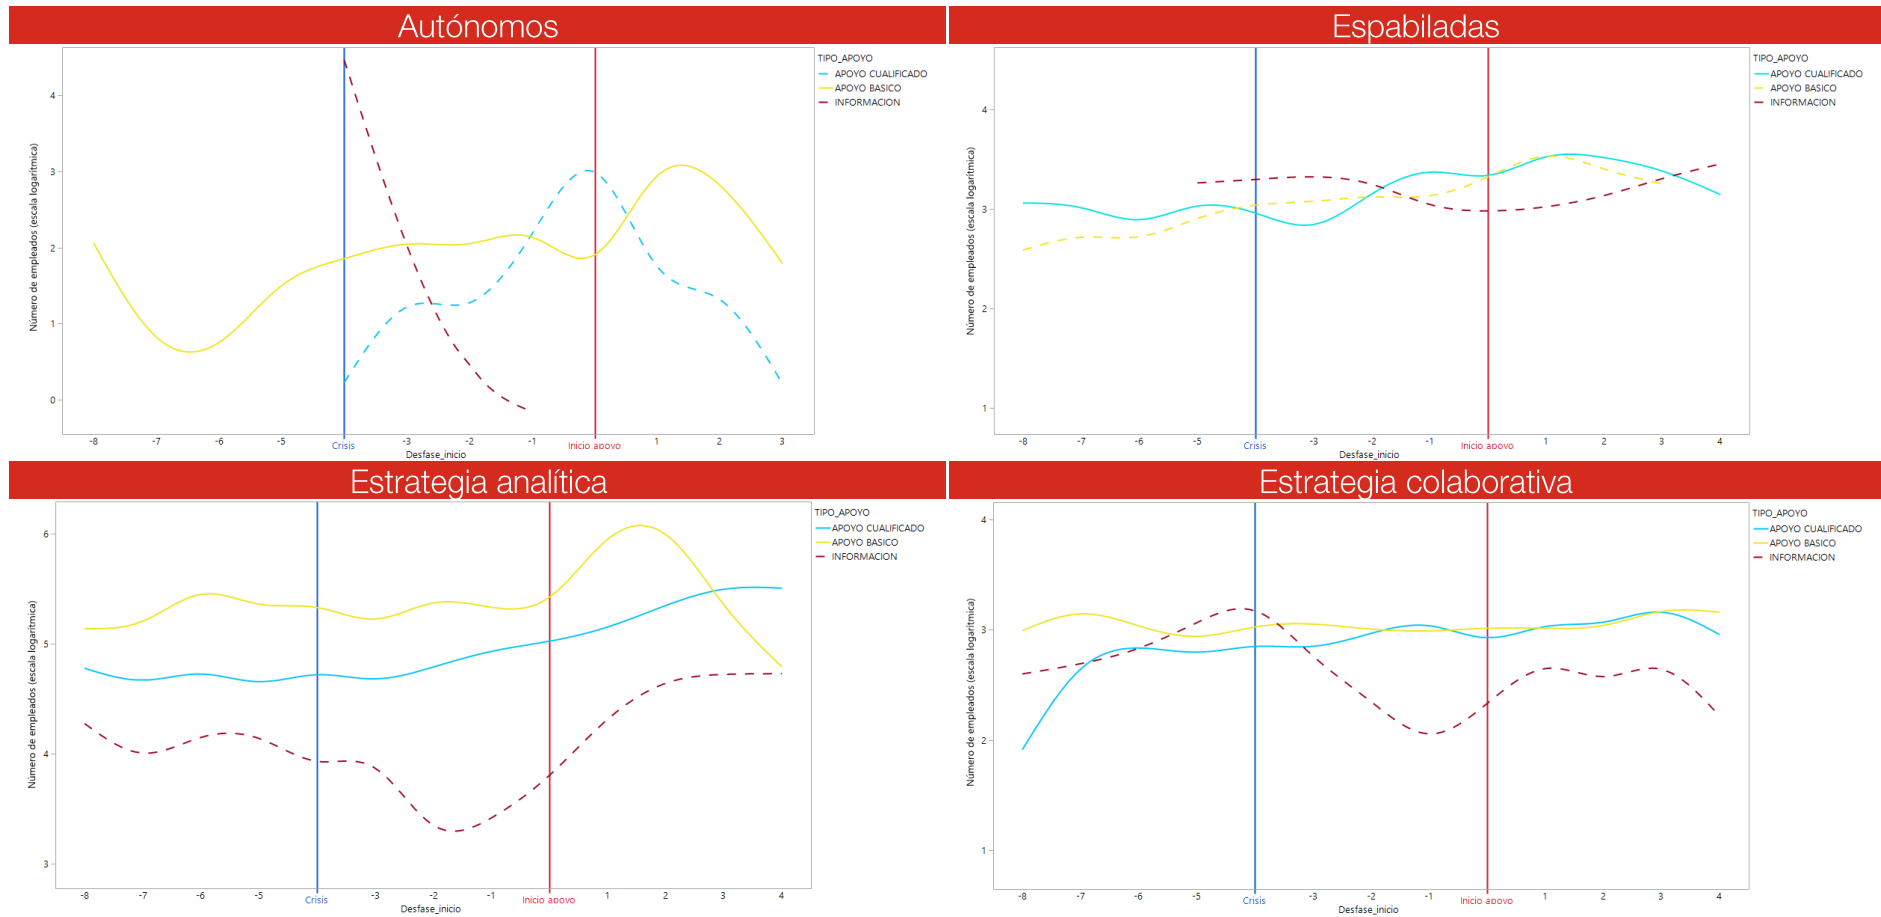 Autónomos
Número de empleados (escala logarítmica)
4
3
2
1
0
-8 -7 -6 -5 Crisis -3 -2 -1 Inicio apoyo 1 2 3
Desfase_inicio
TIPO_APOYO
APOYO CUALIFICADO
APOYO BASICO
INFORMACION
Espabiladas
Número de empleados (escala logarítmica)
4
3
2
1
-8 -7 -6 -5 Crisis -3 -2 -1 Inicio apoyo 1 2 3 4
Desfase_inicio
TIPO_APOYO
APOYO CUALIFICADO
APOYO BASICO
INFORMACION
Estrategia analítica
Número de empleados (escala logarítmica)
6
5
4
3
-8 -7 -6 -5 Crisis -3 -2 -1 Inicio apoyo 1 2 3 4
Desfase_inicio
TIPO_APOYO
APOYO CUALIFICADO
APOYO BASICO
INFORMACION
Estrategia colaborativa
Número de empleados (escala logarítmica)
4
3
2
1
-8 -7 -6 -5 Crisis -3 -2 -1 Inicio apoyo 1 2 3 4
Desfase_inicio
TIPO_APOYO
APOYO CUALIFICADO
APOYO BASICO
INFORMACION